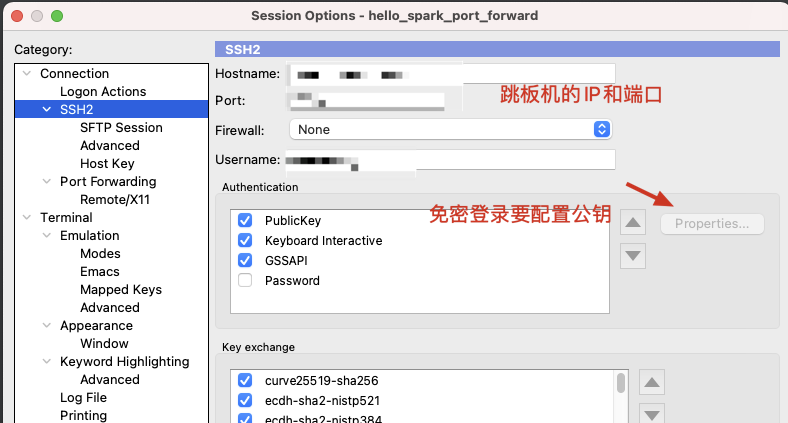 Session Options - hello_spark_port_forward
Category:
Connection
Logon Actions
SSH2
SFTP Session
Advanced
Host Key
Port Forwarding
Remote/X11
Terminal
Emulation
Modes
Emacs
Mapped Keys
Advanced
Appearance
Window
Keyword Highlighting
Advanced
Log File
Printing
SSH2
Hostname:
Port:
跳板机的IP和端口
Firewall:
None
Username:
Authentication
免密登录要配置公钥
PublicKey
Keyboard Interactive
GSSAPI
Password
Properties...
Key exchange
curve25519-sha256
ecdh-sha2-nistp521
ecdh-sha2-nistp384